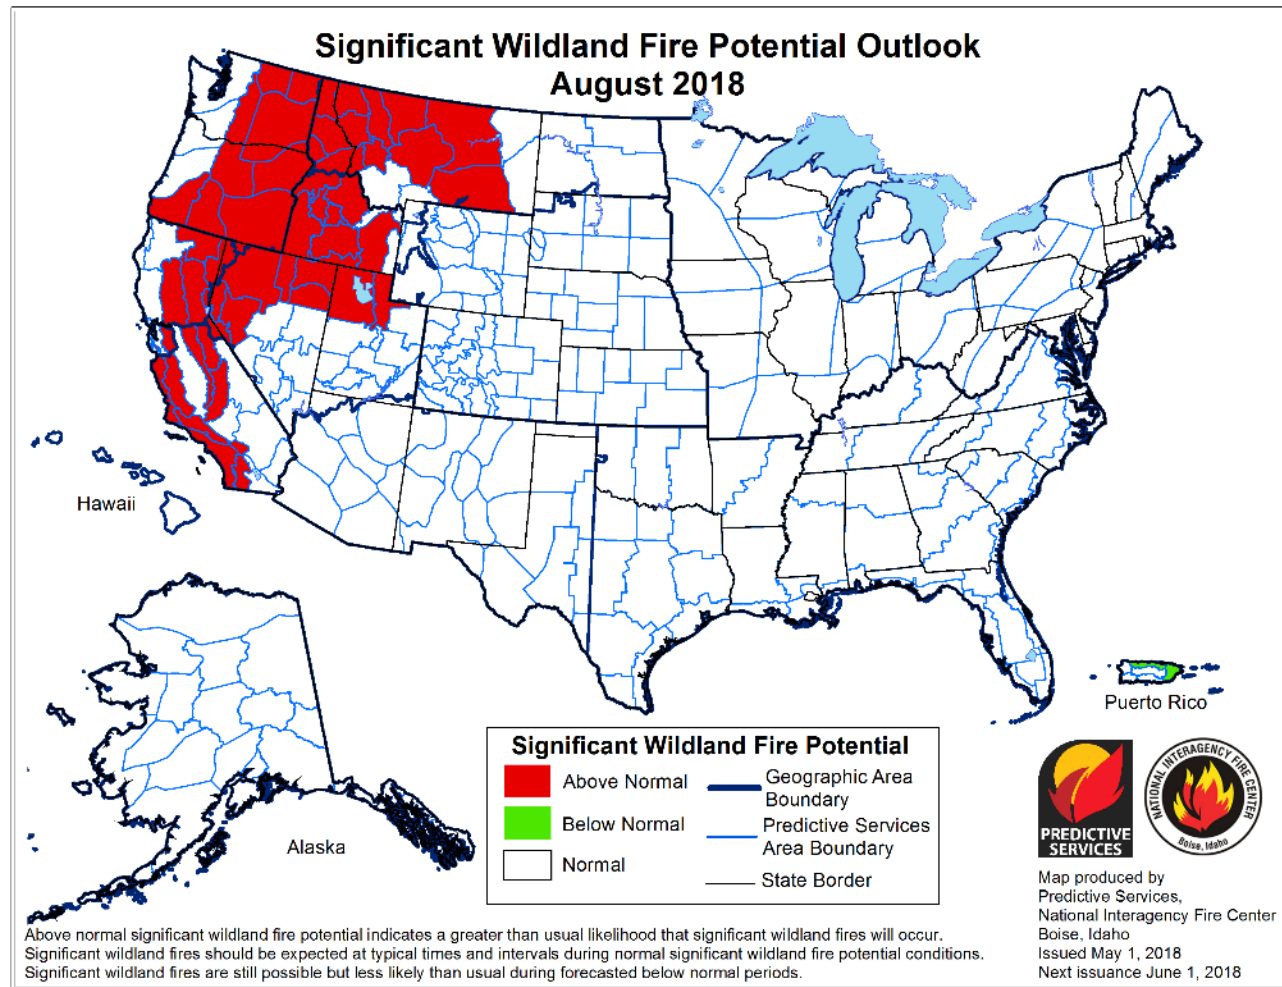 Significant Wildland Fire Potential Outlook
August 2018
Hawaii
Alaska
Puerto Rico
Significant Wildland Fire Potential
Above Normal
Below Normal
Normal
Geographic Area
Boundary
Predictive Services
Area Boundary
State Border
PREDICTIVE
SERVICES
NATIONAL INTERAGENCY FIRE CENTER
Boise, Idaho
Map produced by
Predictive Services,
National Interagency Fire Center
Boise, Idaho
Issued May 1, 2018
Next issuance June 1, 2018
Above normal significant wildland fire potential indicates a greater than usual likelihood that significant wildland fires will occur.
Significant wildland fires should be expected at typical times and intervals during normal significant wildland fire potential conditions.
Significant wildland fires are still possible but less likely than usual during forecasted below normal periods.